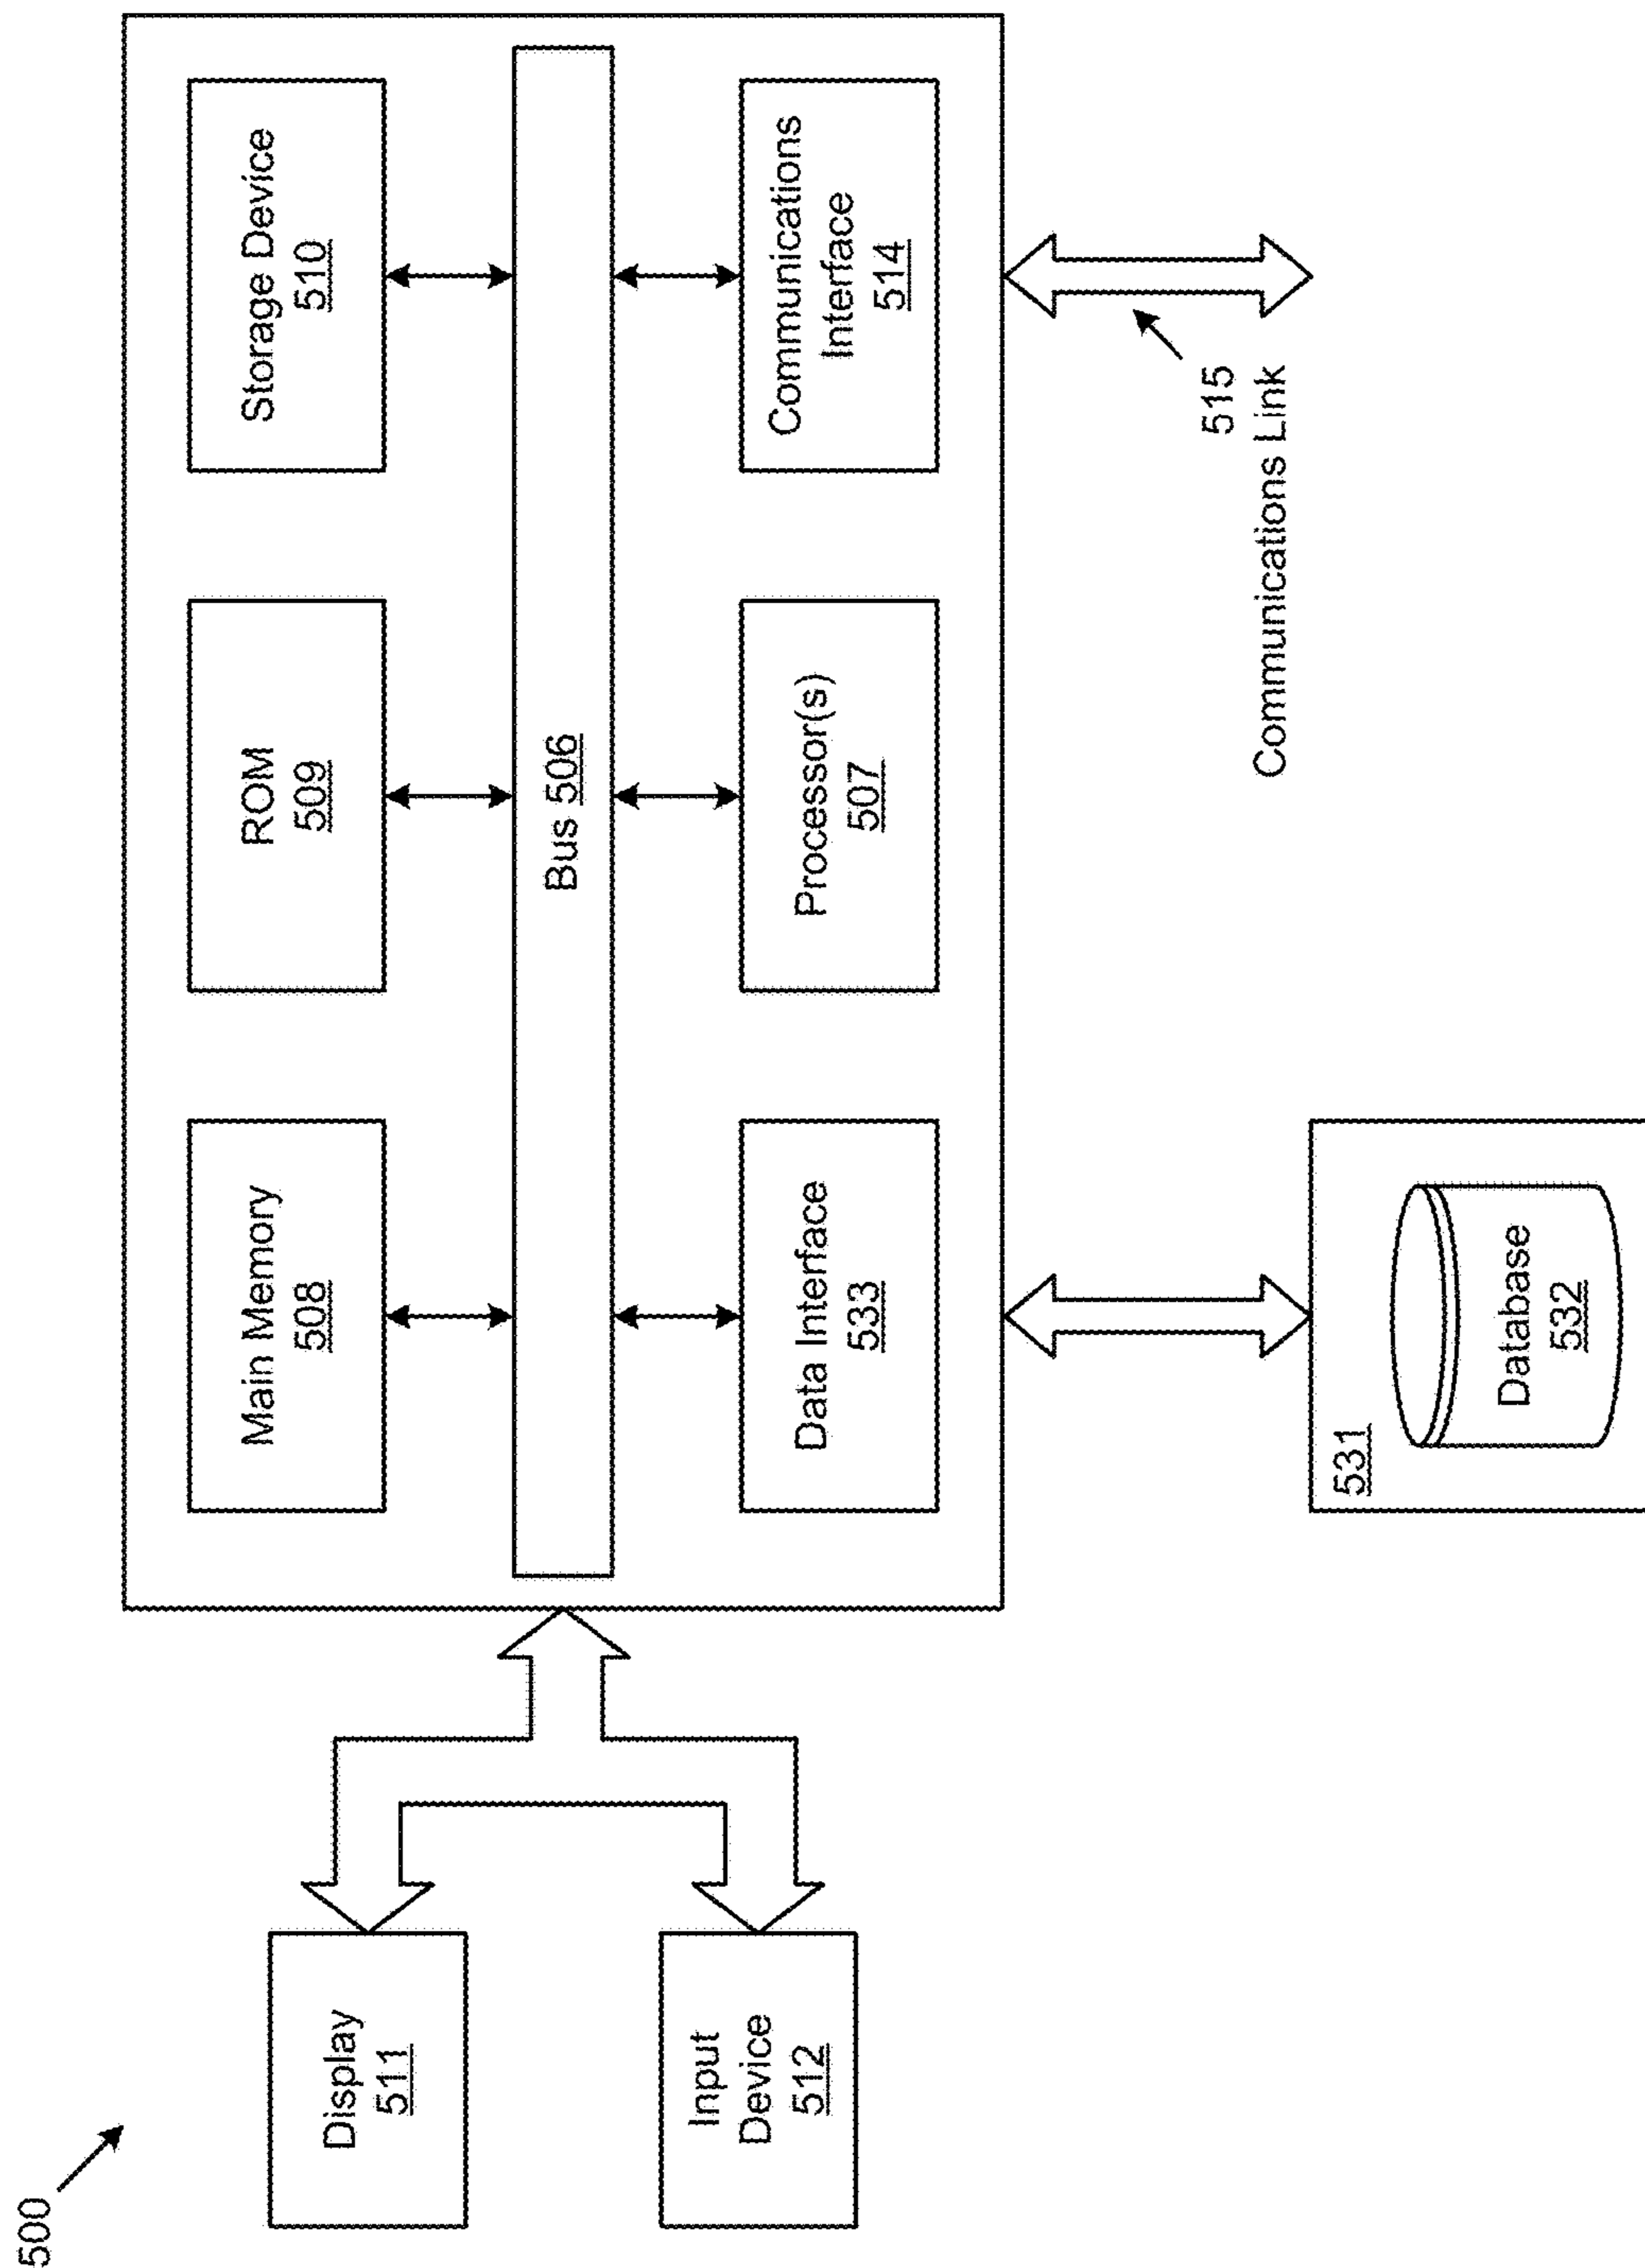 500
Main Memory
508
ROM
509
Storage Device
510
Display
511
Bus 506
Input
Device
512
Data Interface
533
Processor(s)
507
Communications
Interface
514
515
Communications Link
531
Database
532